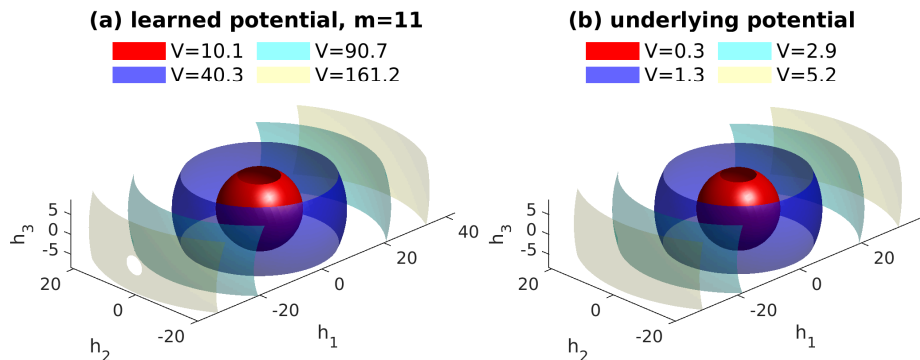 (a) learned potential, m=11
V=10.1 V=90.7
V=40.3 V=161.2
h3
5
0
-5
20
0
-20
h2
-20
0
20
40
h1
(b) underlying potential
V=0.3 V=2.9
V=1.3 V=5.2
h3
5
0
-5
20
0
-20
h2
-20
0
20
h1